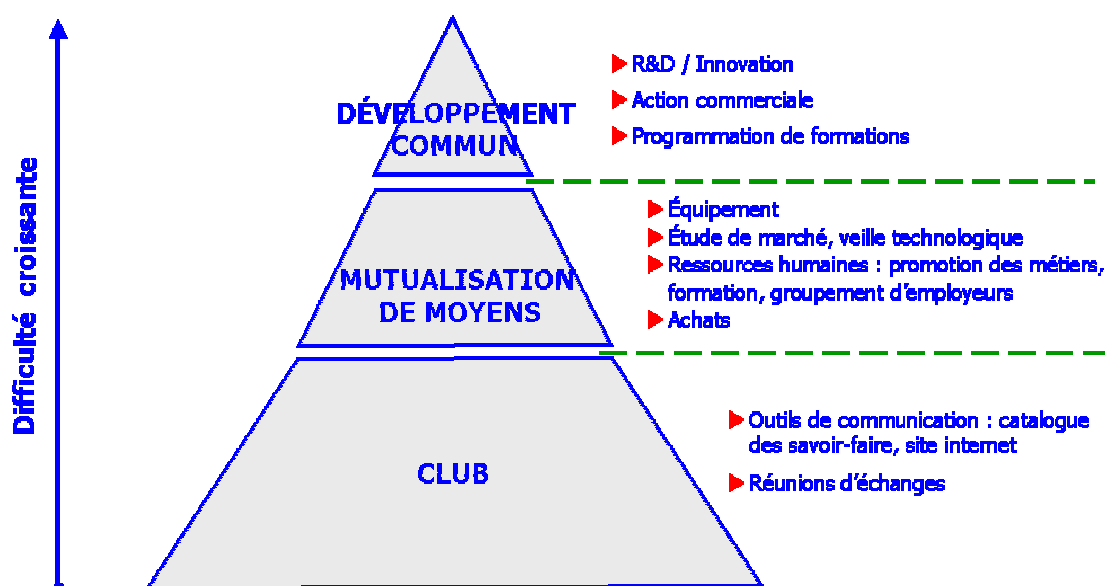 Difficulté croissante
DÉVELOPPEMENT
COMMUN
R&D / Innovation
Action commerciale
Programmation de formations
MUTUALISATION
DE MOYENS
Équipement
Étude de marché, veille technologique
Ressources humaines : promotion des métiers,
formation, groupement d'employeurs
Achats
CLUB
Outils de communication : catalogue
des savoir-faire, site internet
Réunions d'échanges